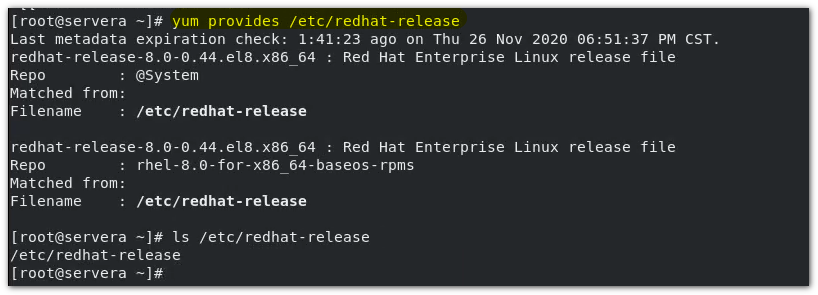 [root@servera ~]# yum provides /etc/redhat-release
Last metadata expiration check: 1:41:23 ago on Thu 26 Nov 2020 06:51:37 PM CST.
redhat-release-8.0-0.44.el8.x86_64 : Red Hat Enterprise Linux release file
Repo        : @System
Matched from:
Filename    : /etc/redhat-release

redhat-release-8.0-0.44.el8.x86_64 : Red Hat Enterprise Linux release file
Repo        : rhel-8.0-for-x86_64-baseos-rpms
Matched from:
Filename    : /etc/redhat-release

[root@servera ~]# ls /etc/redhat-release
/etc/redhat-release
[root@servera ~]#